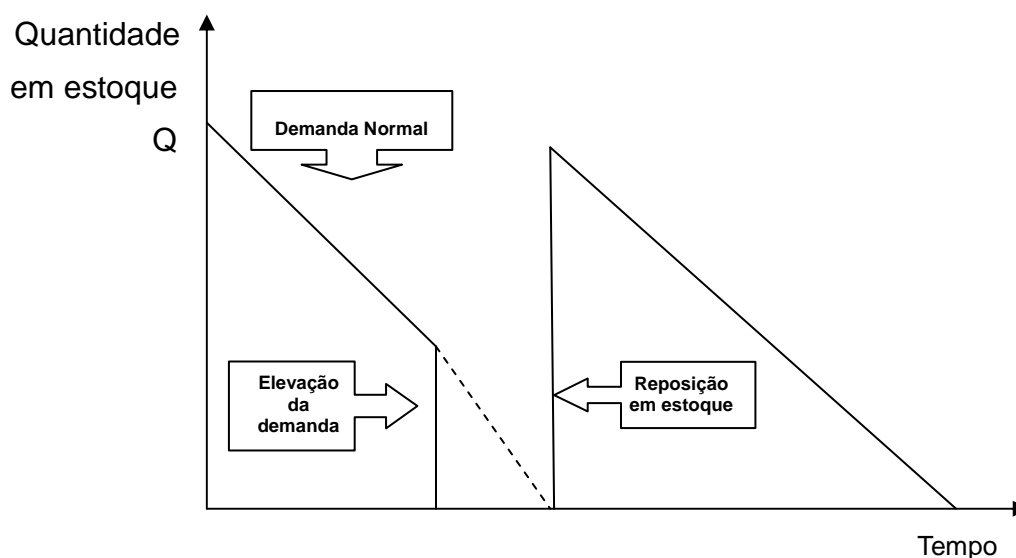 Quantidade
em estoque
Q
Demanda Normal
Elevação
da
demanda
Reposição
em estoque
Tempo